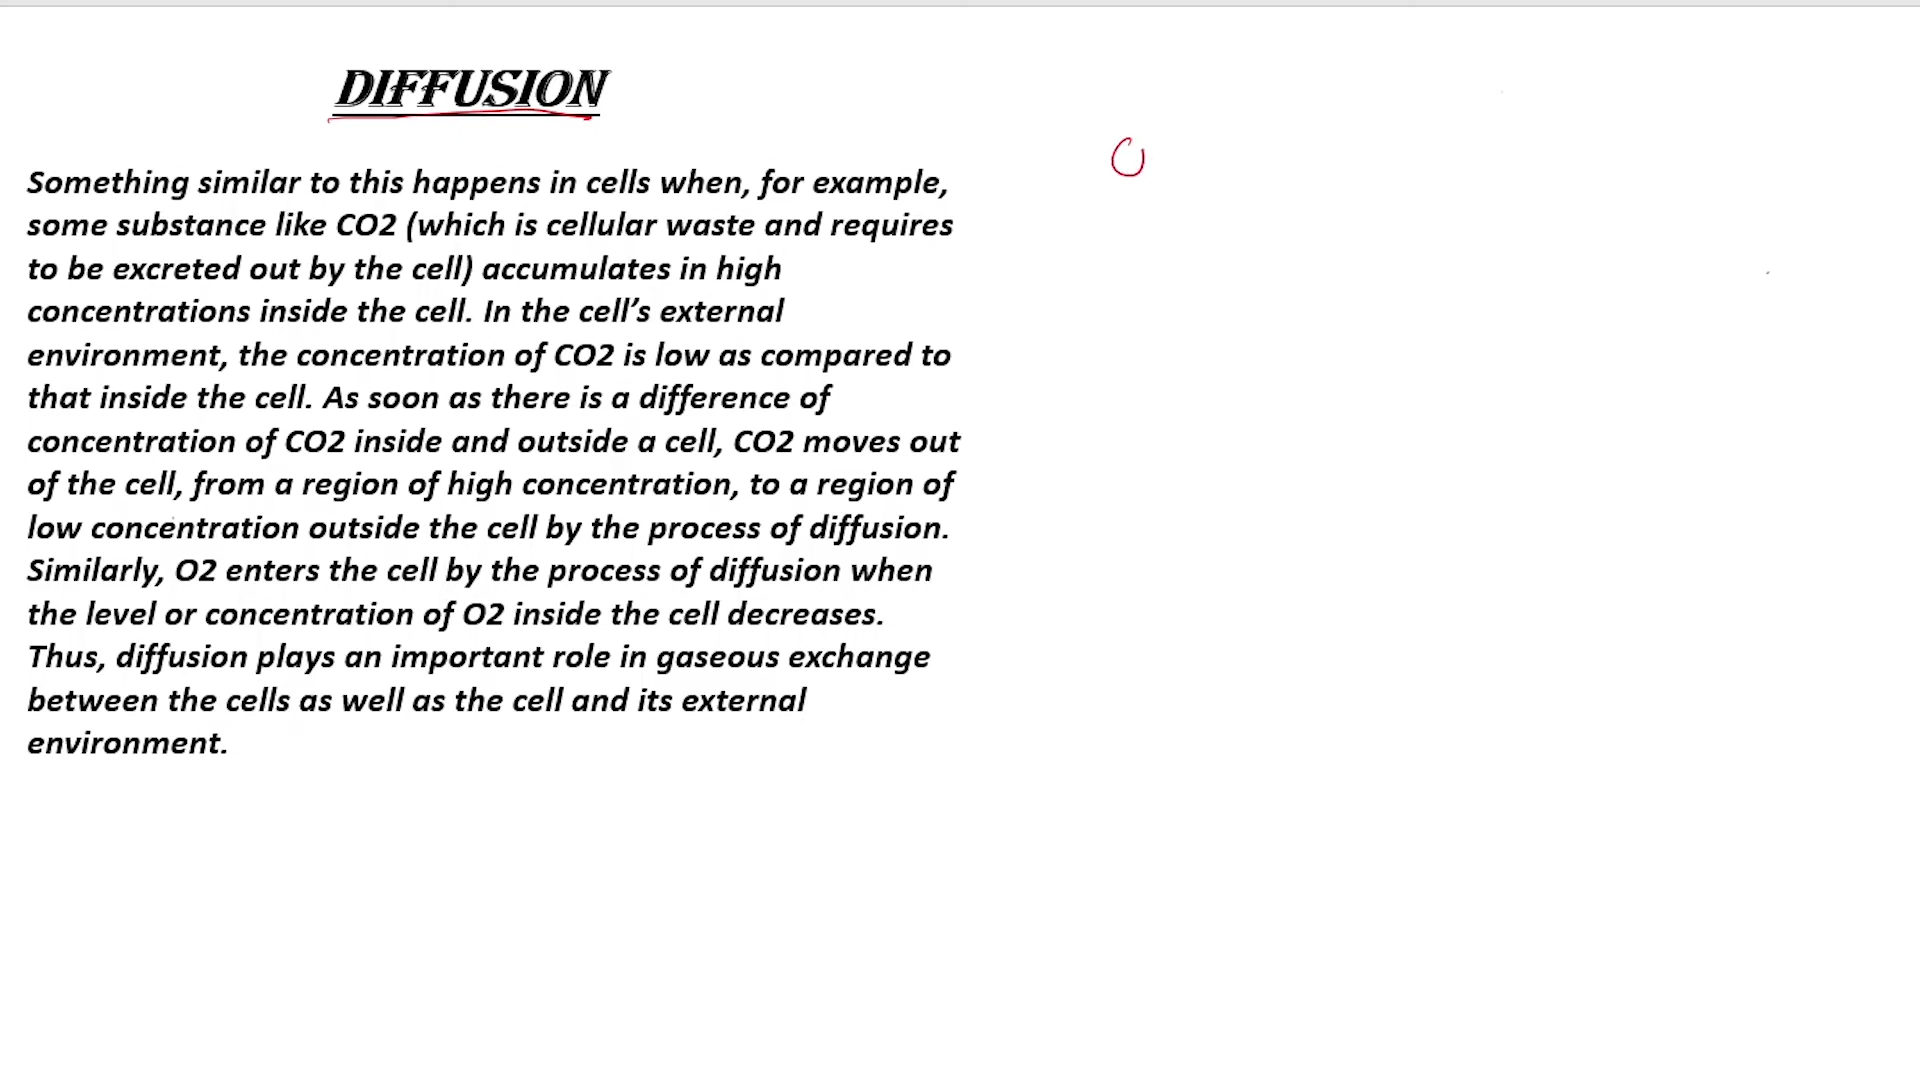 DIFFUSION
Something similar to this happens in cells when, for example,
some substance like CO2 (which is cellular waste and requires
to be excreted out by the cell) accumulates in high
concentrations inside the cell. In the cell’s external
environment, the concentration of CO2 is low as compared to
that inside the cell. As soon as there is a difference of
concentration of CO2 inside and outside a cell, CO2 moves out
of the cell, from a region of high concentration, to a region of
low concentration outside the cell by the process of diffusion.
Similarly, O2 enters the cell by the process of diffusion when
the level or concentration of O2 inside the cell decreases.
Thus, diffusion plays an important role in gaseous exchange
between the cells as well as the cell and its external
environment.